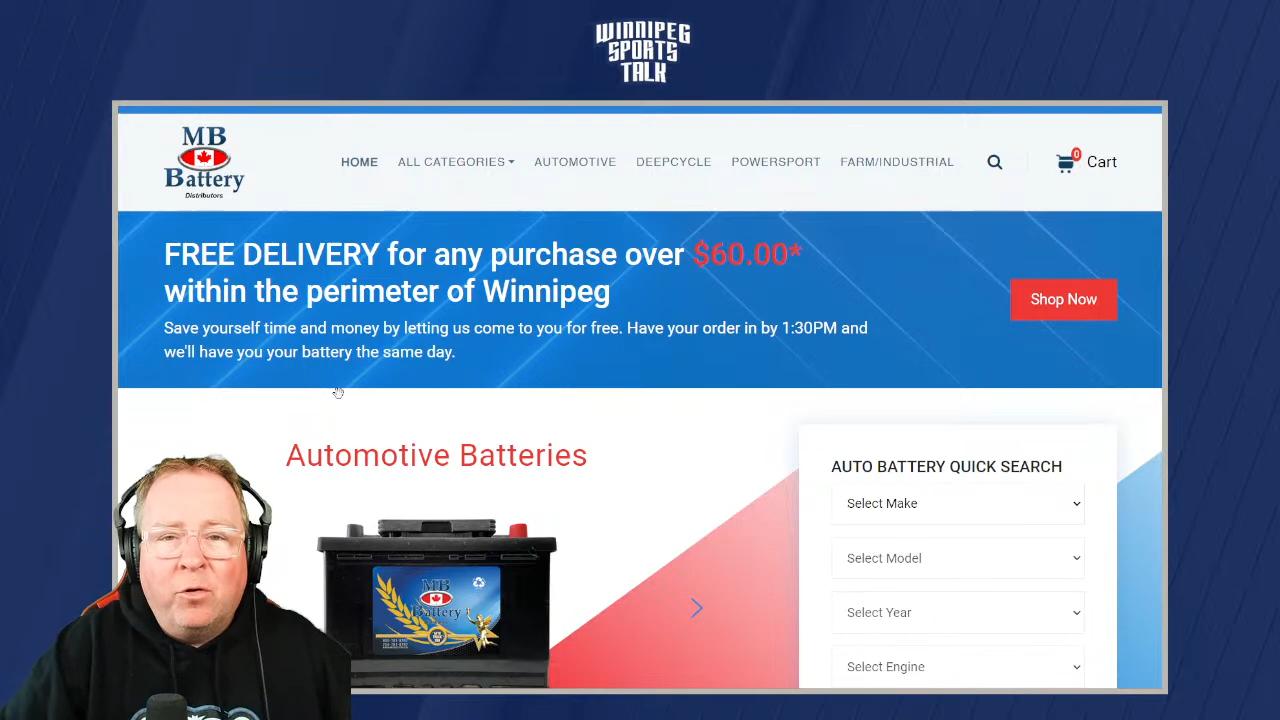 WINNIPEG
SPORTS
TALK
MB
Battery
Distributors
HOME
ALL CATEGORIES
AUTOMOTIVE
DEEPCYCLE
POWERSPORT
FARM/INDUSTRIAL
0
Cart
FREE DELIVERY for any purchase over $60.00*
within the perimeter of Winnipeg
Save yourself time and money by letting us come to you for free. Have your order in by 1:30PM and
we'll have you your battery the same day.
Shop Now
Automotive Batteries
AUTO BATTERY QUICK SEARCH
Select Make
Select Model
Select Year
Select Engine
MB
Battery